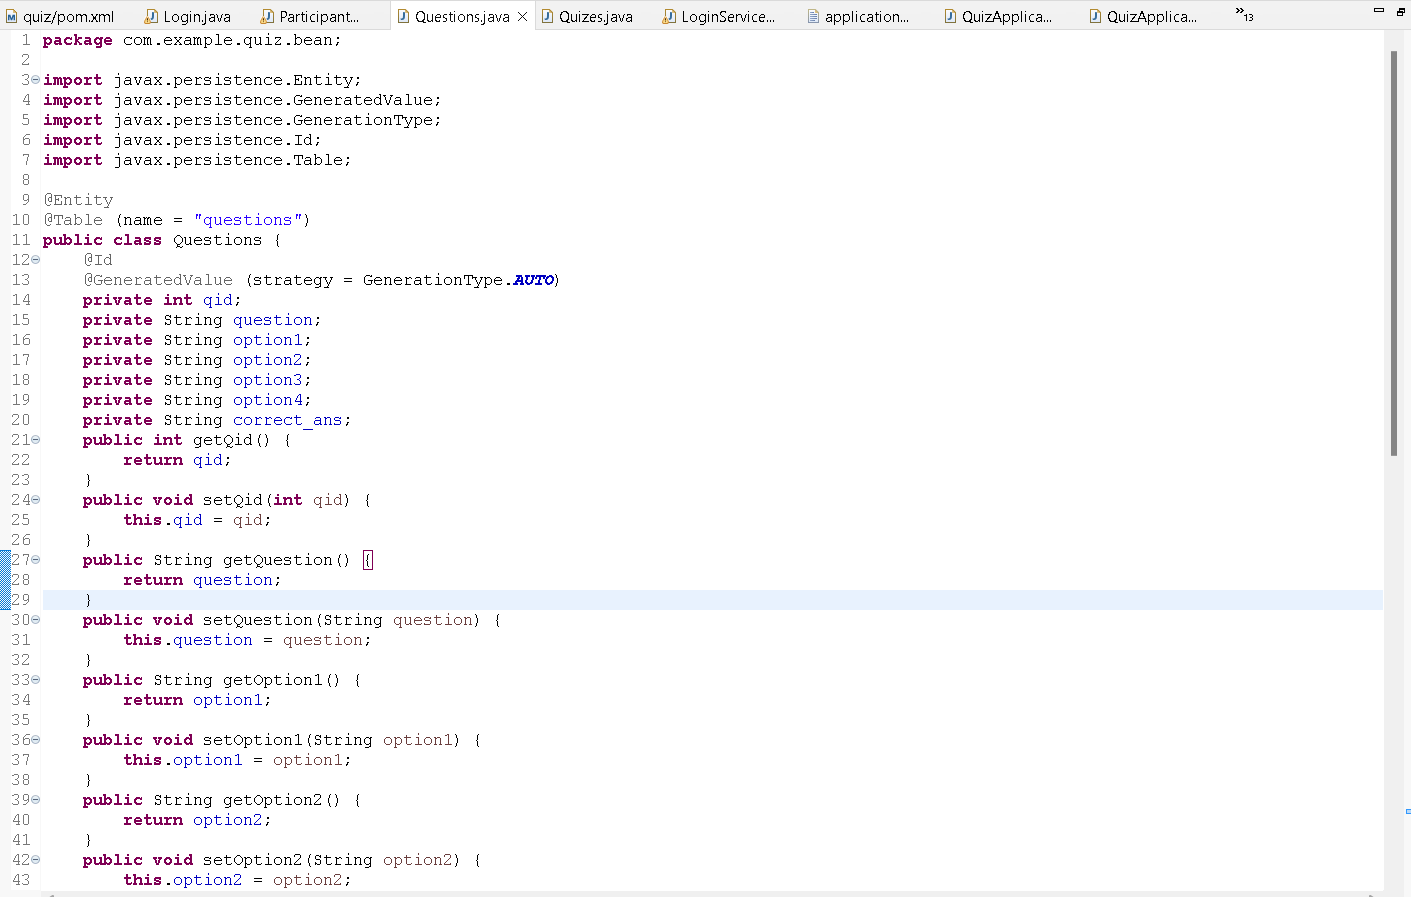 quiz/pom.xml Login.java Participant... Questions.java Quizes.java LoginService... application... QuizApplica... QuizApplica... »13
1 package com.example.quiz.bean;
2
3 import javax.persistence.Entity;
4 import javax.persistence.GeneratedValue;
5 import javax.persistence.GenerationType;
6 import javax.persistence.Id;
7 import javax.persistence.Table;
8
9 @Entity
10 @Table (name = "questions")
11 public class Questions {
12 @Id
13 @GeneratedValue (strategy = GenerationType.AUTO)
14 private int qid;
15 private String question;
16 private String option1;
17 private String option2;
18 private String option3;
19 private String option4;
20 private String correct_ans;
21 public int getQid() {
22 return qid;
23 }
24 public void setQid(int qid) {
25 this.qid = qid;
26 }
27 public String getQuestion() {
28 return question;
29 }
30 public void setQuestion(String question) {
31 this.question = question;
32 }
33 public String getOption1() {
34 return option1;
35 }
36 public void setOption1(String option1) {
37 this.option1 = option1;
38 }
39 public String getOption2() {
40 return option2;
41 }
42 public void setOption2(String option2) {
43 this.option2 = option2;